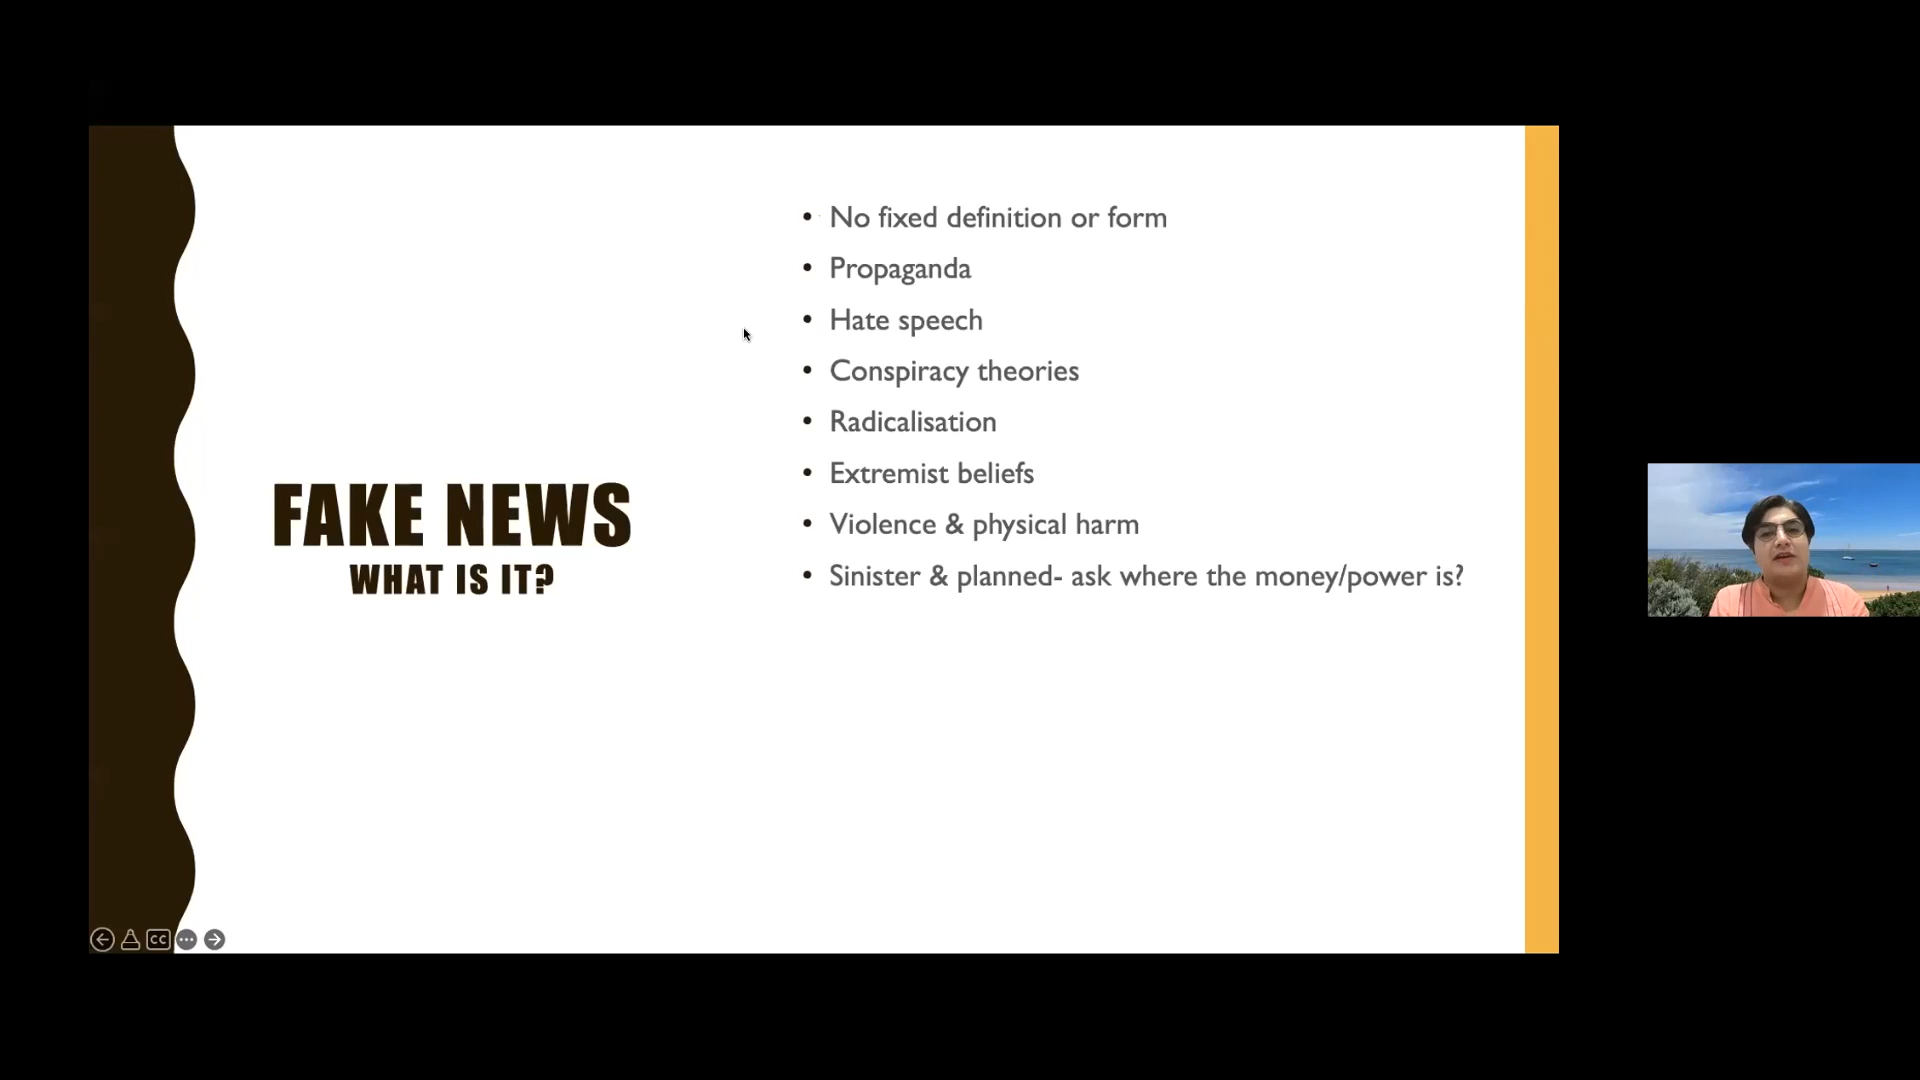 FAKE NEWS
WHAT IS IT?
• No fixed definition or form
• Propaganda
• Hate speech
• Conspiracy theories
• Radicalisation
• Extremist beliefs
• Violence & physical harm
• Sinister & planned- ask where the money/power is?
CC